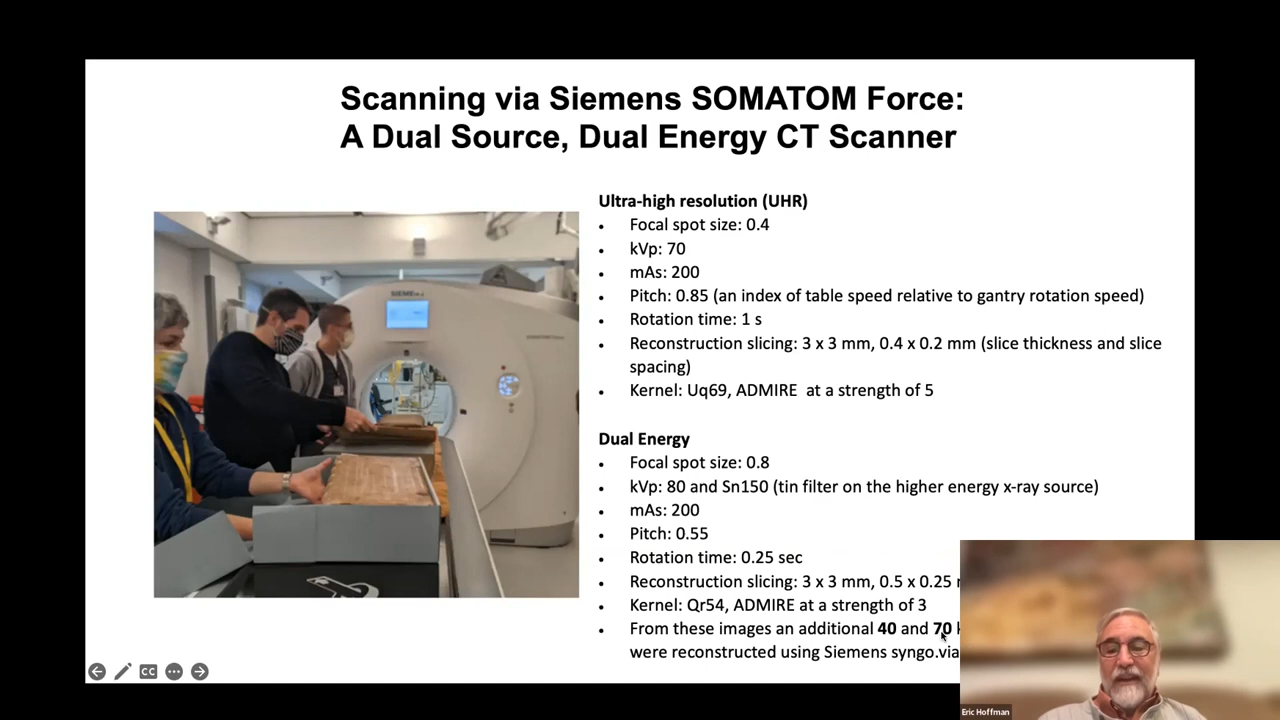 Scanning via Siemens SOMATOM Force:
A Dual Source, Dual Energy CT Scanner
Ultra-high resolution (UHR)
• Focal spot size: 0.4
• kVp: 70
• mAs: 200
• Pitch: 0.85 (an index of table speed relative to gantry rotation speed)
• Rotation time: 1 s
• Reconstruction slicing: 3 x 3 mm, 0.4 x 0.2 mm (slice thickness and slice
spacing)
• Kernel: Uq69, ADMIRE at a strength of 5
Dual Energy
• Focal spot size: 0.8
• kVp: 80 and Sn150 (tin filter on the higher energy x-ray source)
• mAs: 200
• Pitch: 0.55
• Rotation time: 0.25 sec
• Reconstruction slicing: 3 x 3 mm, 0.5 x 0.25
• Kernel: Qr54, ADMIRE at a strength of 3
• From these images an additional 40 and 70
were reconstructed using Siemens syngo.via
CC
Eric Hoffman